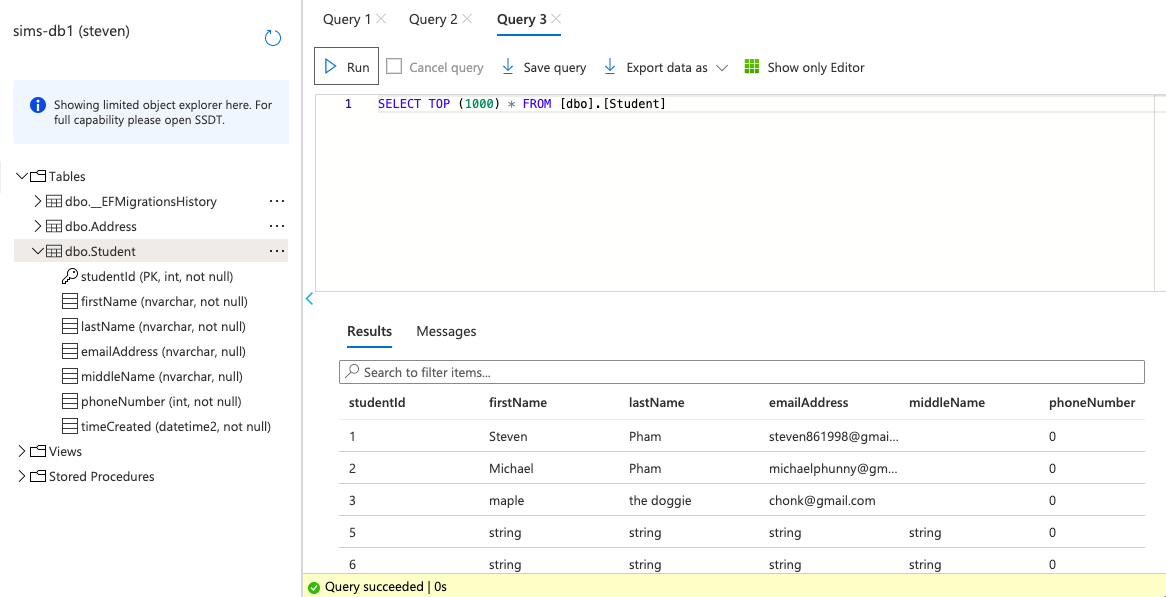 sims-db1 (steven)
Showing limited object explorer here. For
full capability please open SSDT.
Tables
dbo.__EFMigrationsHistory
dbo.Address
dbo.Student
studentId (PK, int, not null)
firstName (nvarchar, not null)
lastName (nvarchar, not null)
emailAddress (nvarchar, null)
middleName (nvarchar, null)
phoneNumber (int, not null)
timeCreated (datetime2, not null)
Views
Stored Procedures
Query 1 Query 2 Query 3
Run Cancel query Save query Export data as Show only Editor
1 SELECT TOP (1000) * FROM [dbo].[Student]
Results Messages
Search to filter items...
studentId firstName lastName emailAddress middleName phoneNumber
1 Steven Pham steven861998@gmai... 0
2 Michael Pham michaelphunny@gm... 0
3 maple the doggie chonk@gmail.com 0
5 string string string string 0
6 string string string string 0
Query succeeded | 0s